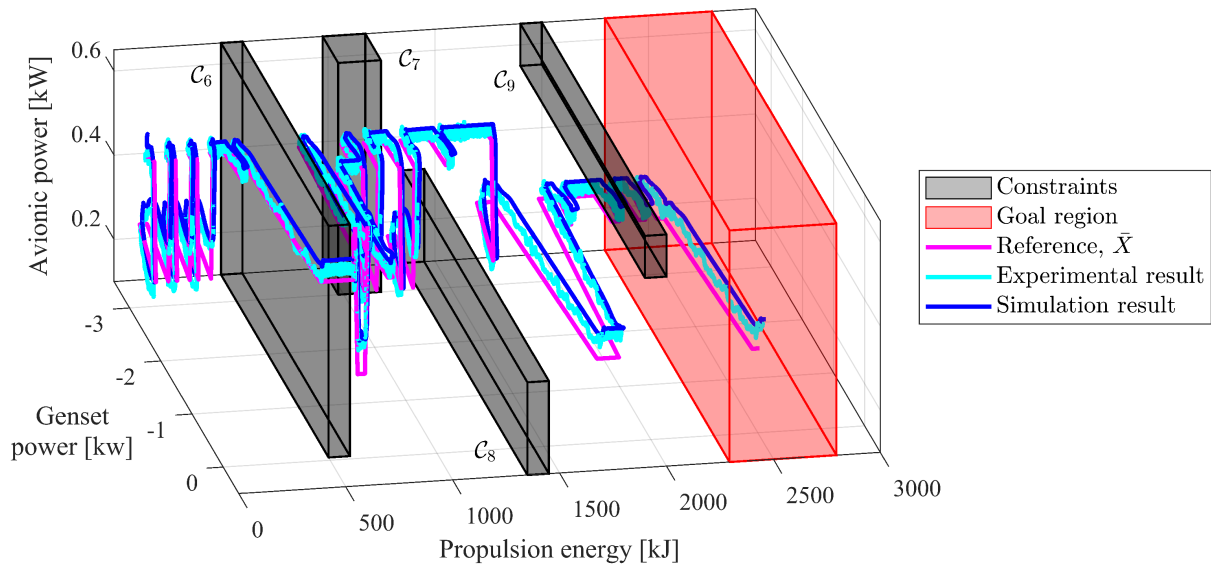 0.6
0.4
0.2
Avionic power [kW]
-3
-2
-1
0
Genset
power [kw]
0
500
1000
1500
2000
2500
3000
Propulsion energy [kJ]
C₆
C₇
C₉
C₈
Constraints
Goal region
Reference, X̄
Experimental result
Simulation result